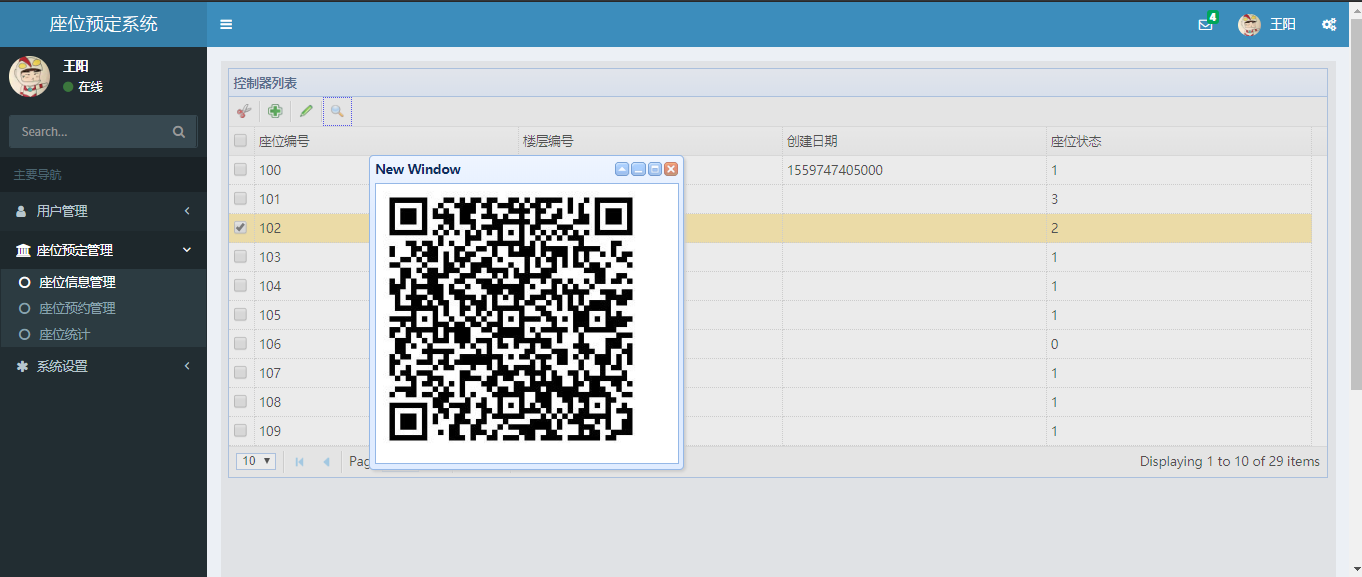 座位预定系统
4
王阳
王阳
在线
Search...
主要导航
用户管理
座位预定管理
座位信息管理
座位预约管理
座位统计
系统设置
控制器列表
座位编号 楼层编号 创建日期 座位状态
100 1559747405000 1
101 3
102 2
103 1
104 1
105 1
106 0
107 1
108 1
109 1
New Window
10 Pag Displaying 1 to 10 of 29 items